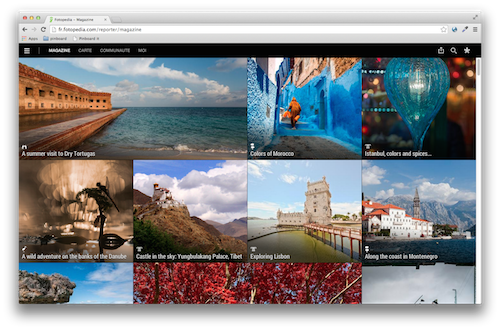 Fotopedia – Magazine
fr.fotopedia.com/reporter/magazine
Apps pinboard Pinboard it
MAGAZINE CARTE COMMUNAUTÉ MOI
A summer visit to Dry Tortugas
Colors of Morocco
Istanbul, colors and spices...
A wild adventure on the banks of the Danube
Castle in the sky: Yungbulakang Palace, Tibet
Exploring Lisbon
Along the coast in Montenegro